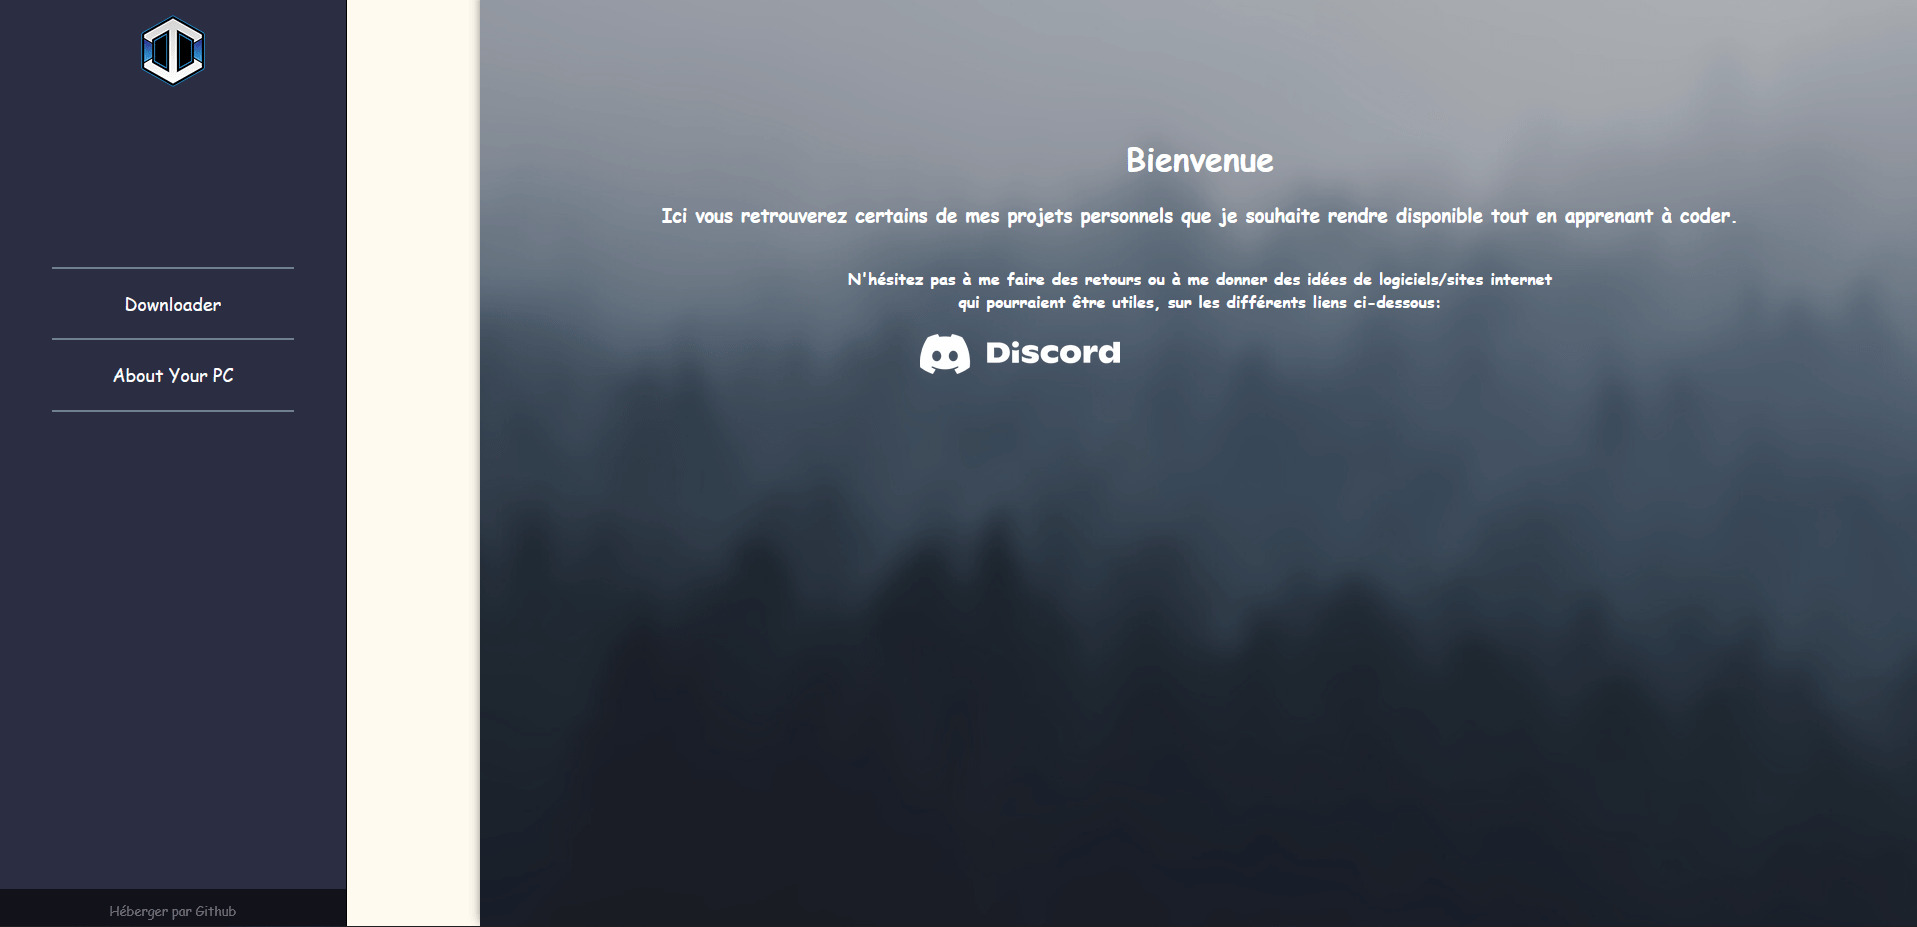 Downloader
About Your PC
Héberger par Github
Bienvenue
Ici vous retrouverez certains de mes projets personnels que je souhaite rendre disponible tout en apprenant à coder.
N'hésitez pas à me faire des retours ou à me donner des idées de logiciels/sites internet
qui pourraient être utiles, sur les différents liens ci-dessous:
Discord